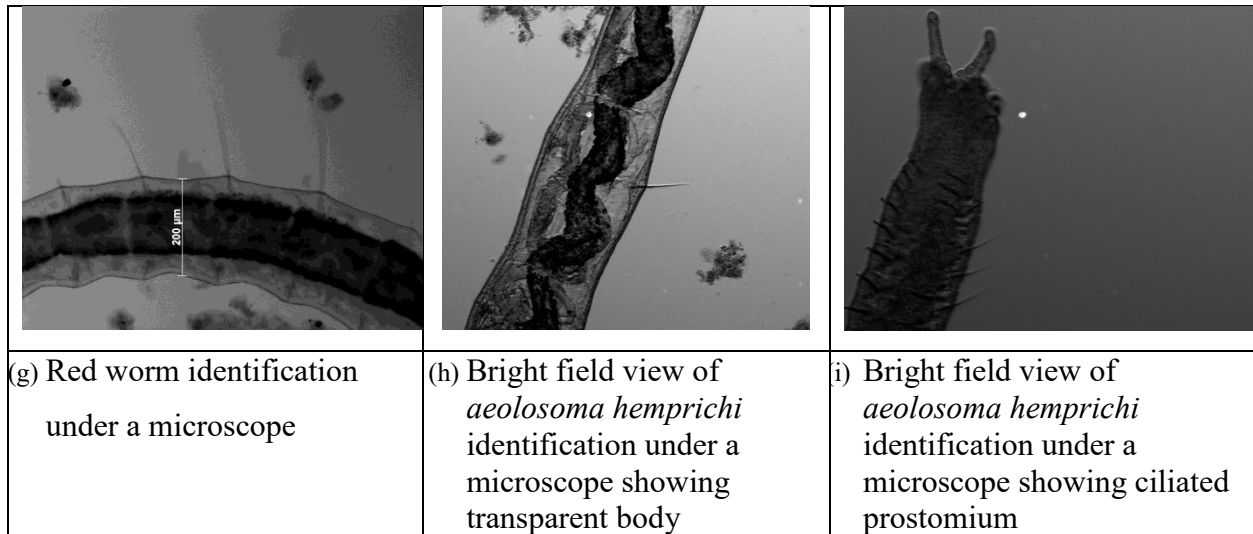 200 µm
(g) Red worm identification
under a microscope
(h) Bright field view of
aeolosoma hemprichi
identification under a
microscope showing
transparent body
(i) Bright field view of
aeolosoma hemprichi
identification under a
microscope showing ciliated
prostomium